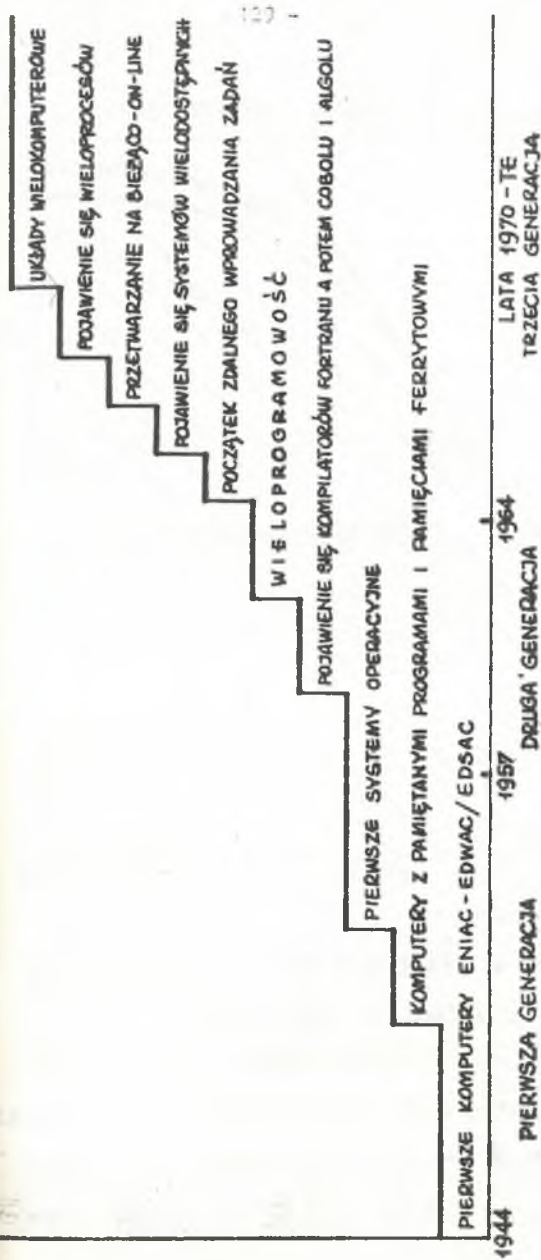 UKŁADY WIELOKOMPUTEROWE
POJAWIENIE SIĘ WIELOPROCESÓW
PRZETWARZANIE NA BIEŻĄCO-ON-LINE
POJAWIENIE SIĘ SYSTEMÓW WIELODOSTĘPNYCH
POCZĄTEK ZDALNEGO WPROWADZANIA ZADAŃ
WIELOPROGRAMOWOŚĆ
POJAWIENIE SIĘ KOMPILATORÓW FORTRANU A POTEM COBOLU I ALGOLU
PIERWSZE SYSTEMY OPERACYJNE
KOMPUTERY Z PAMIĘTANYMI PROGRAMAMI I PAMIĘCIAMI FERRYTOWYMI
PIERWSZE KOMPUTERY ENIAC-EDWAC/EDSAC
1944 1957 1964 LATA 1970-TE
PIERWSZA GENERACJA DRUGA GENERACJA TRZECIA GENERACJA